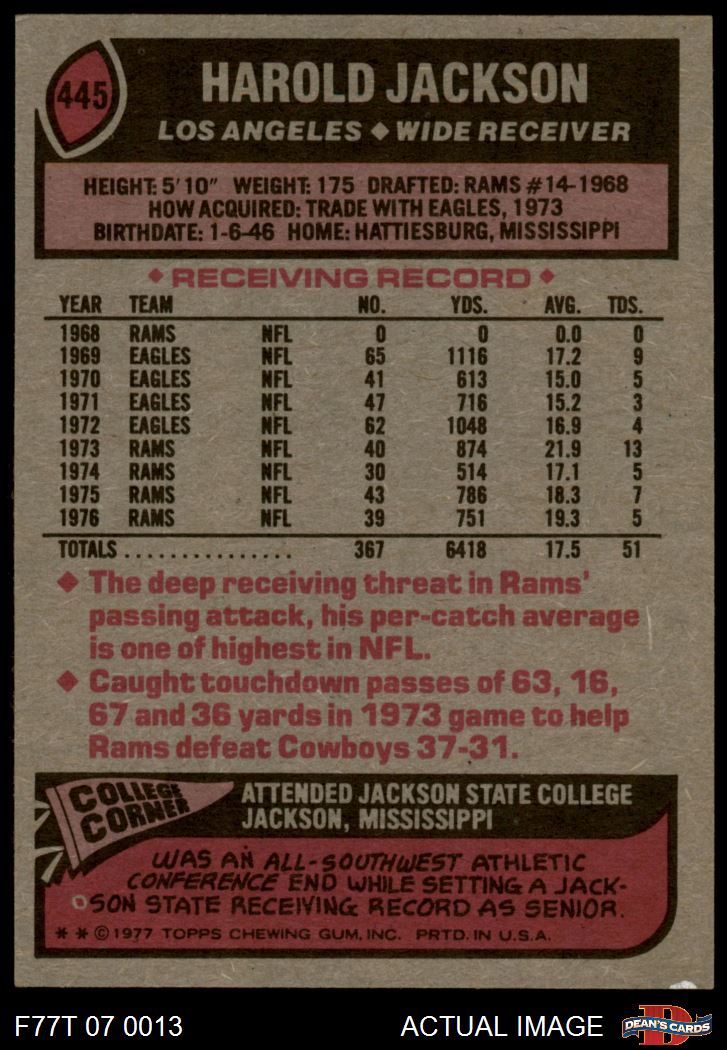 445
HAROLD JACKSON
LOS ANGELES ◆ WIDE RECEIVER
HEIGHT: 5'10" WEIGHT: 175 DRAFTED: RAMS #14-1968
HOW ACQUIRED: TRADE WITH EAGLES, 1973
BIRTHDATE: 1-6-46 HOME: HATTIESBURG, MISSISSIPPI
◆ RECEIVING RECORD ◆
YEAR TEAM NO. YDS. AVG. TDS.
1968 RAMS NFL 0 0 0.0 0
1969 EAGLES NFL 65 1116 17.2 9
1970 EAGLES NFL 41 613 15.0 5
1971 EAGLES NFL 47 716 15.2 3
1972 EAGLES NFL 62 1048 16.9 4
1973 RAMS NFL 40 874 21.9 13
1974 RAMS NFL 30 514 17.1 5
1975 RAMS NFL 43 786 18.3 7
1976 RAMS NFL 39 751 19.3 5
TOTALS............... 367 6418 17.5 51
◆ The deep receiving threat in Rams'
passing attack, his per-catch average
is one of highest in NFL.
◆ Caught touchdown passes of 63, 16,
67 and 36 yards in 1973 game to help
Rams defeat Cowboys 37-31.
COLLEGE
CORNER
ATTENDED JACKSON STATE COLLEGE
JACKSON, MISSISSIPPI
WAS AN ALL-SOUTHWEST ATHLETIC
CONFERENCE END WHILE SETTING A JACK-
SON STATE RECEIVING RECORD AS SENIOR.
* * © 1977 TOPPS CHEWING GUM, INC. PRTD. IN U.S.A.
F77T 07 0013
ACTUAL IMAGE
D
DEAN'S CARDS